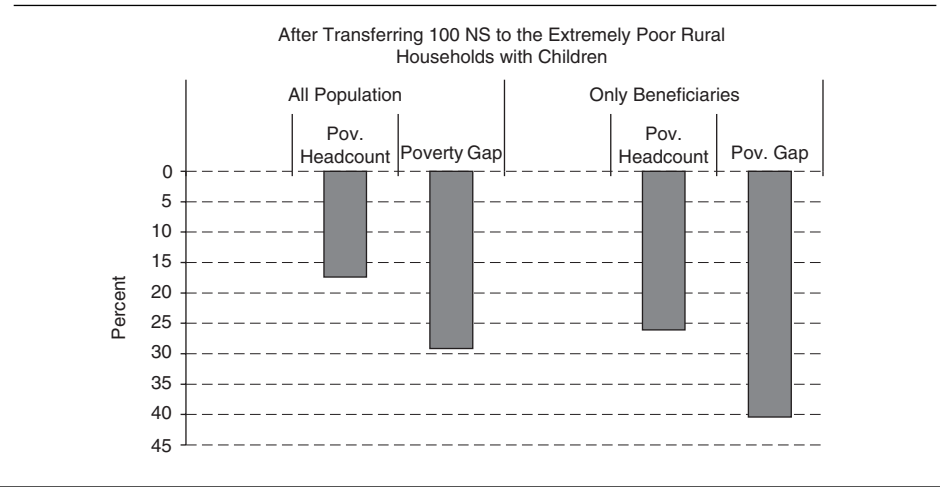 After Transferring 100 NS to the Extremely Poor Rural
Households with Children
All Population
Only Beneficiaries
Pov.
Headcount
Poverty Gap
Pov.
Headcount
Pov. Gap
Percent
0
5
10
15
20
25
30
35
40
45